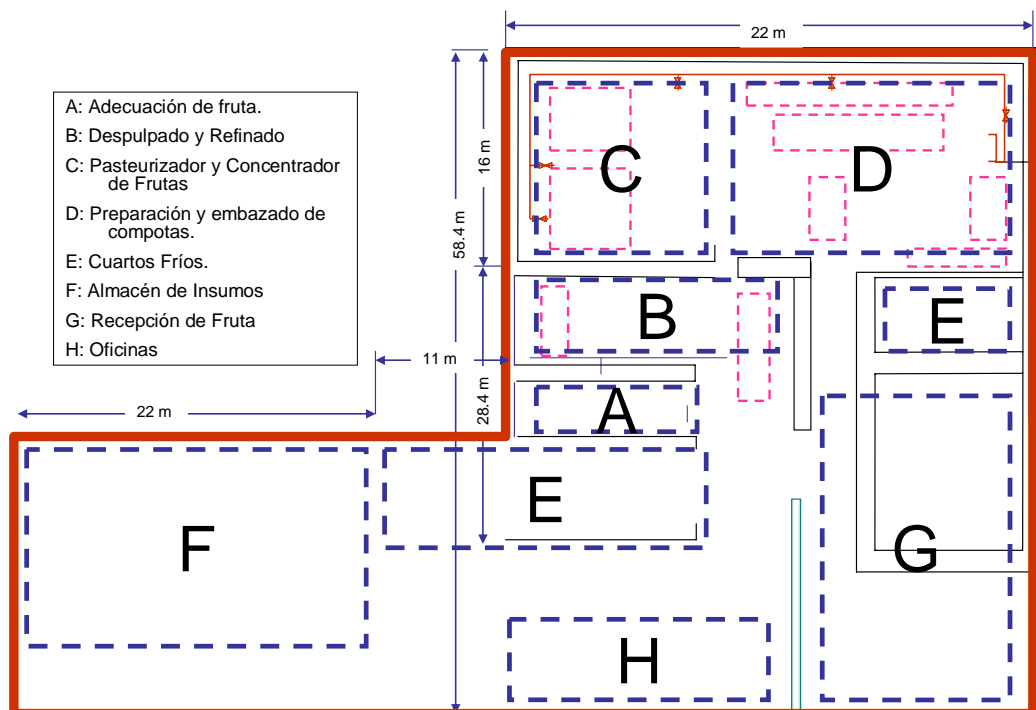 22 m
A: Adecuación de fruta.
B: Despulpado y Refinado
C: Pasteurizador y Concentrador
de Frutas
D: Preparación y embazado de
compotas.
E: Cuartos Fríos.
F: Almacén de Insumos
G: Recepción de Fruta
H: Oficinas
16 m
58.4 m
C
D
B
E
11 m
28.4 m
22 m
A
E
F
G
H